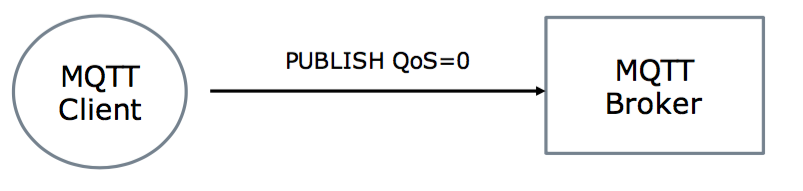 MQTT
Client
PUBLISH QoS=0
MQTT
Broker